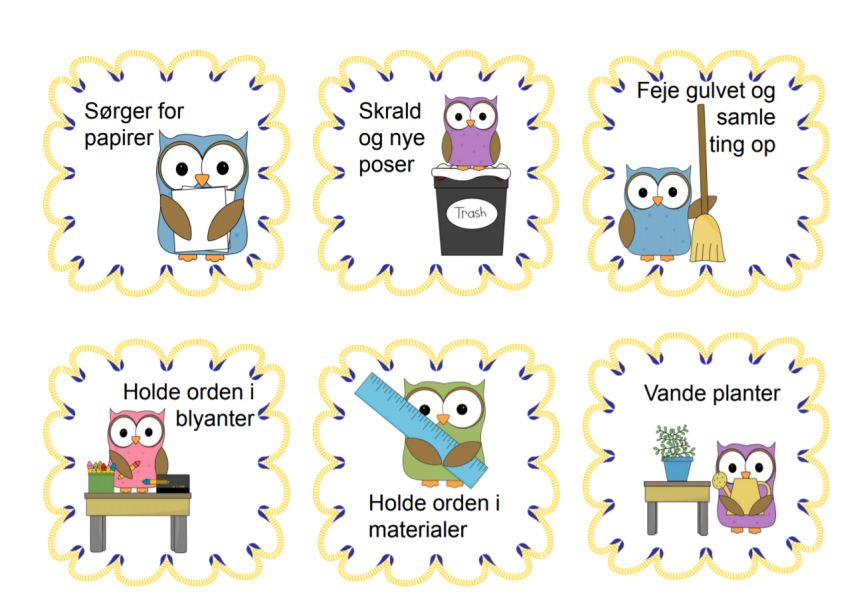 Sørger for
papirer
Skrald
og nye
poser
Trash
Feje gulvet og
samle
ting op
Holde orden i
blyanter
Holde orden i
materialer
Vande planter